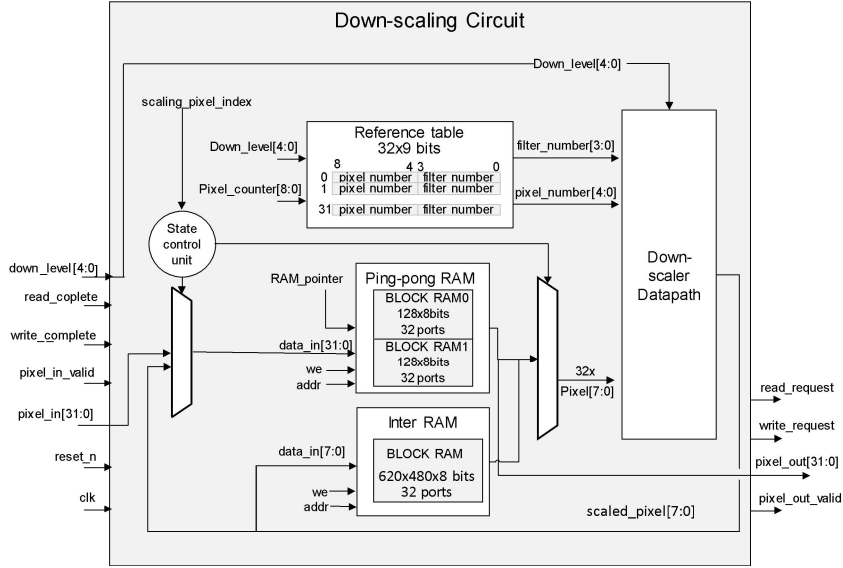 Down-scaling Circuit
Down_level[4:0]
scaling_pixel_index
Reference table
32x9 bits
Down_level[4:0]
filter_number[3:0]
8 4 3 0
0 pixel number filter number
1 pixel number filter number
Pixel_counter[8:0]
pixel_number[4:0]
31 pixel number filter number
State
control
unit
Down-
scaler
Datapath
down_level[4:0]
read_coplete
write_complete
pixel_in_valid
pixel_in[31:0]
reset_n
clk
RAM_pointer
Ping-pong RAM
BLOCK RAM0
128x8bits
32 ports
data_in[31:0]
BLOCK RAM1
128x8bits
32 ports
we
addr
32x
Pixel[7:0]
Inter RAM
data_in[7:0]
BLOCK RAM
620x480x8 bits
32 ports
we
addr
scaled_pixel[7:0]
read_request
write_request
pixel_out[31:0]
pixel_out_valid